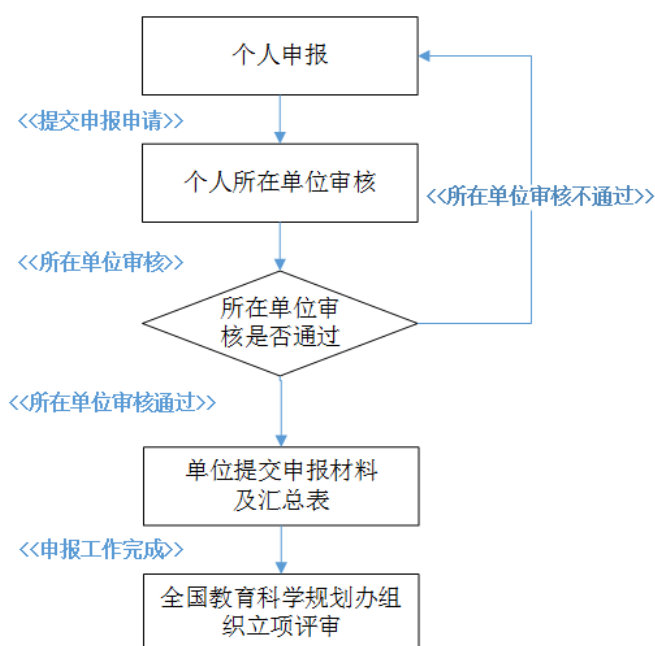 个人申报
<<提交申报申请>>
个人所在单位审核
<<所在单位审核不通过>>
<<所在单位审核>>
所在单位审
核是否通过
<<所在单位审核通过>>
单位提交申报材料
及汇总表
<<申报工作完成>>
全国教育科学规划办组
织立项评审